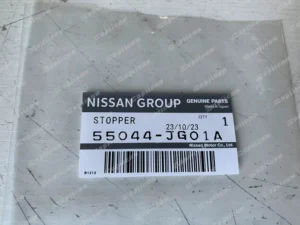 NISSAN GROUP GENUINE PARTS
STOPPER 23/10/23 QTY 1
55044-JG01A
Nissan Motor Co., Ltd.